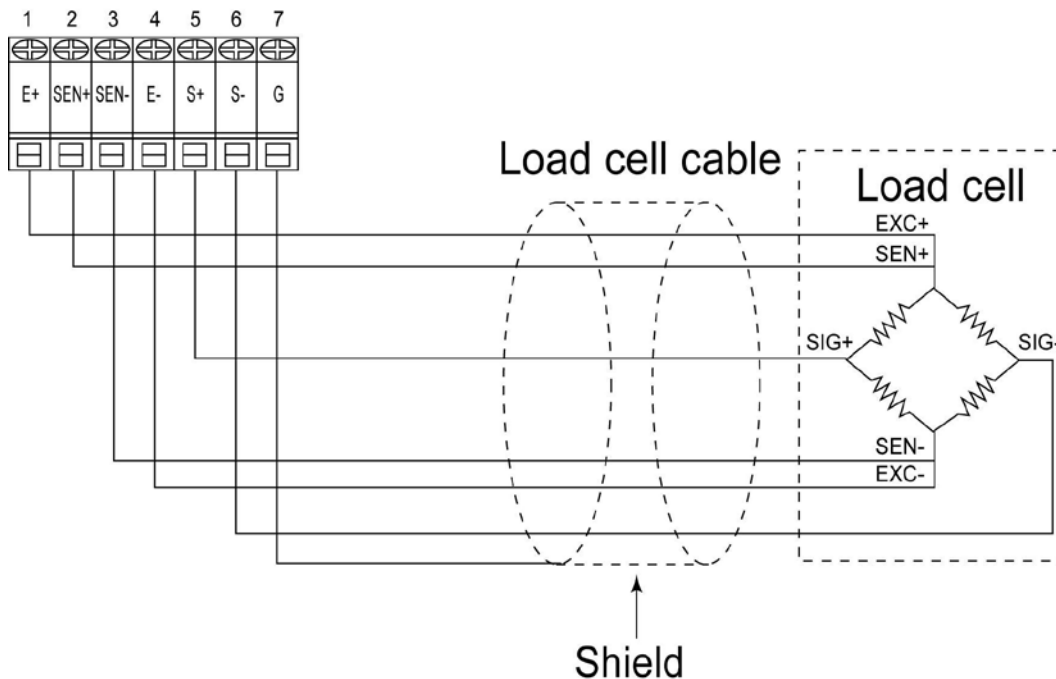 1 2 3 4 5 6 7
E+ SEN+ SEN- E- S+ S- G
Load cell cable
Load cell
EXC+
SEN+
SIG+ SIG-
SEN-
EXC-
Shield